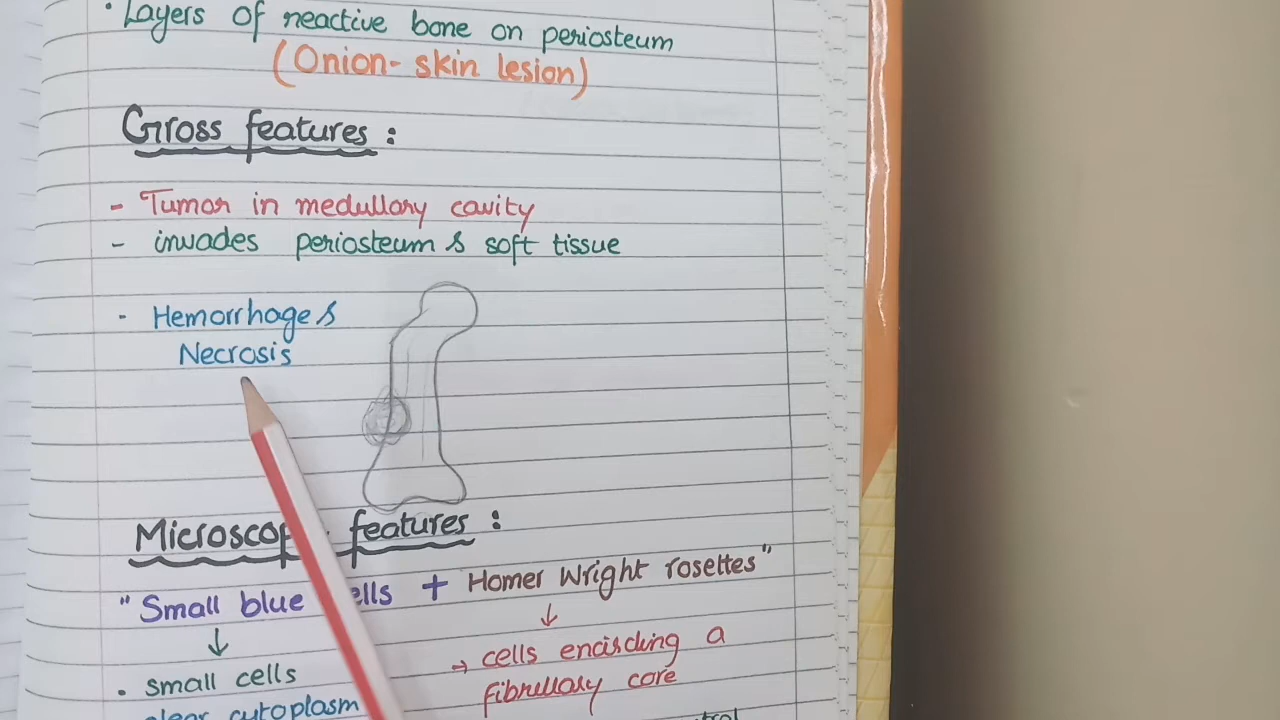 · Layers of reactive bone on periosteum
(Onion- skin lesion)
Gross features :
- Tumor in medullary cavity
- invades periosteum & soft tissue
- Hemorrhage &
Necrosis
features :
"Small blue + Homer Wright rosettes"
↓ ↓
· small cells
→ cells encircling a
fibrillary core
cytoplasm